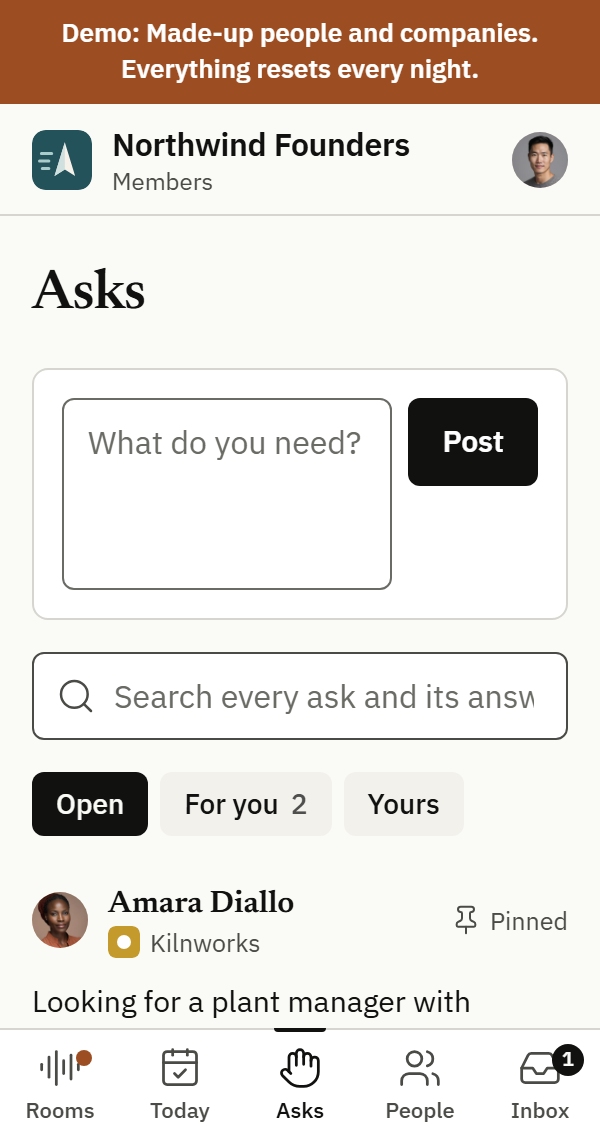 Demo: Made-up people and companies.
Everything resets every night.
Northwind Founders
Members
Asks
What do you need?
Post
Search every ask and its answ
Open
For you 2
Yours
Amara Diallo
Kilnworks
Pinned
Looking for a plant manager with
Rooms
Today
Asks
People
1
Inbox